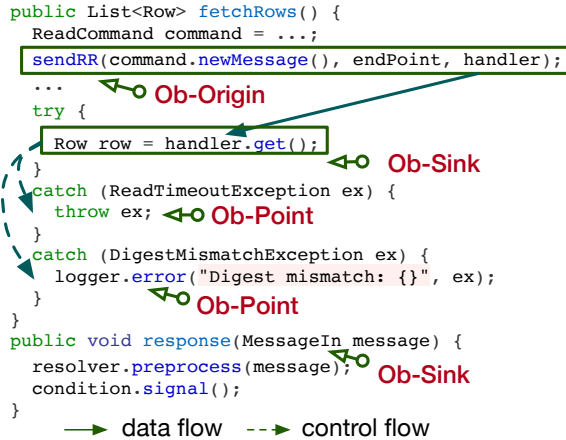 public List<Row> fetchRows() {
ReadCommand command = ...;
sendRR(command.newMessage(), endPoint, handler);
...
Ob-Origin
try {
Row row = handler.get();
} Ob-Sink
catch (ReadTimeoutException ex) {
throw ex; Ob-Point
}
catch (DigestMismatchException ex) {
logger.error("Digest mismatch: {}", ex);
} Ob-Point
}
public void response(MessageIn message) {
resolver.preprocess(message); Ob-Sink
condition.signal();
}
data flow control flow